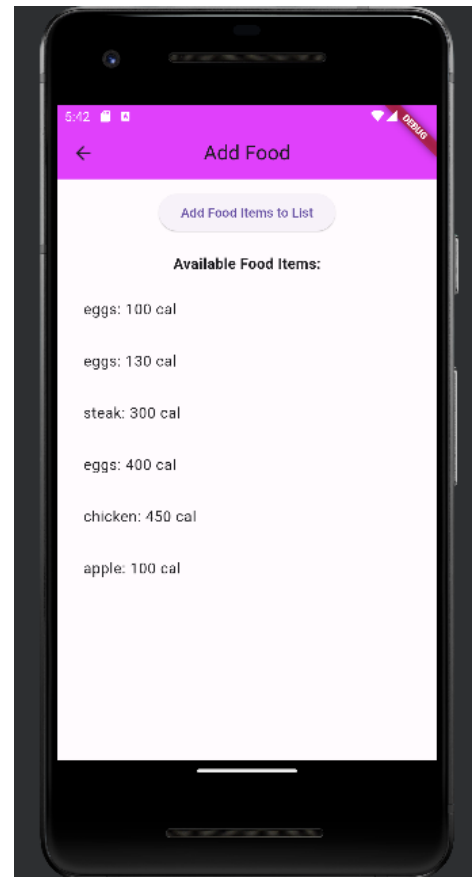 5:42
DEBUG
Add Food
Add Food Items to List
Available Food Items:
eggs: 100 cal
eggs: 130 cal
steak: 300 cal
eggs: 400 cal
chicken: 450 cal
apple: 100 cal